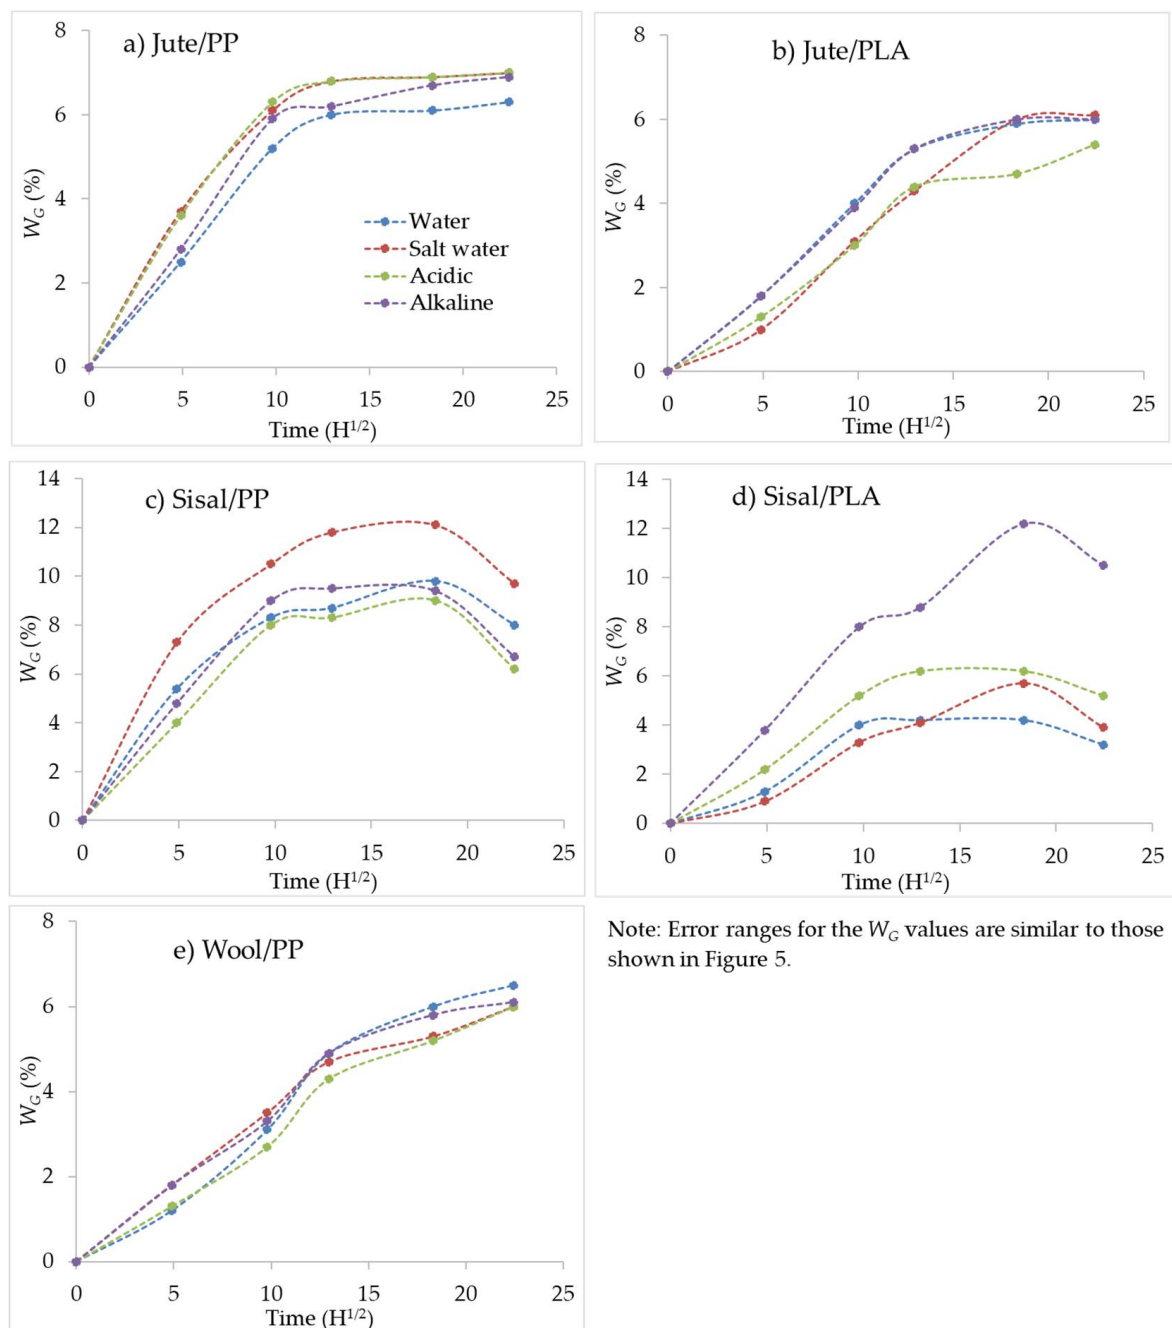 a) Jute/PP
8
6
4
2
0
W_G (%)
Water
Salt water
Acidic
Alkaline
0 5 10 15 20 25
Time (H^1/2)
b) Jute/PLA
8
6
4
2
0
W_G (%)
0 5 10 15 20 25
Time (H^1/2)
c) Sisal/PP
14
12
10
8
6
4
2
0
W_G (%)
0 5 10 15 20 25
Time (H^1/2)
d) Sisal/PLA
14
12
10
8
6
4
2
0
W_G (%)
0 5 10 15 20 25
Time (H^1/2)
e) Wool/PP
8
6
4
2
0
W_G (%)
0 5 10 15 20 25
Time (H^1/2)
Note: Error ranges for the W_G values are similar to those
shown in Figure 5.